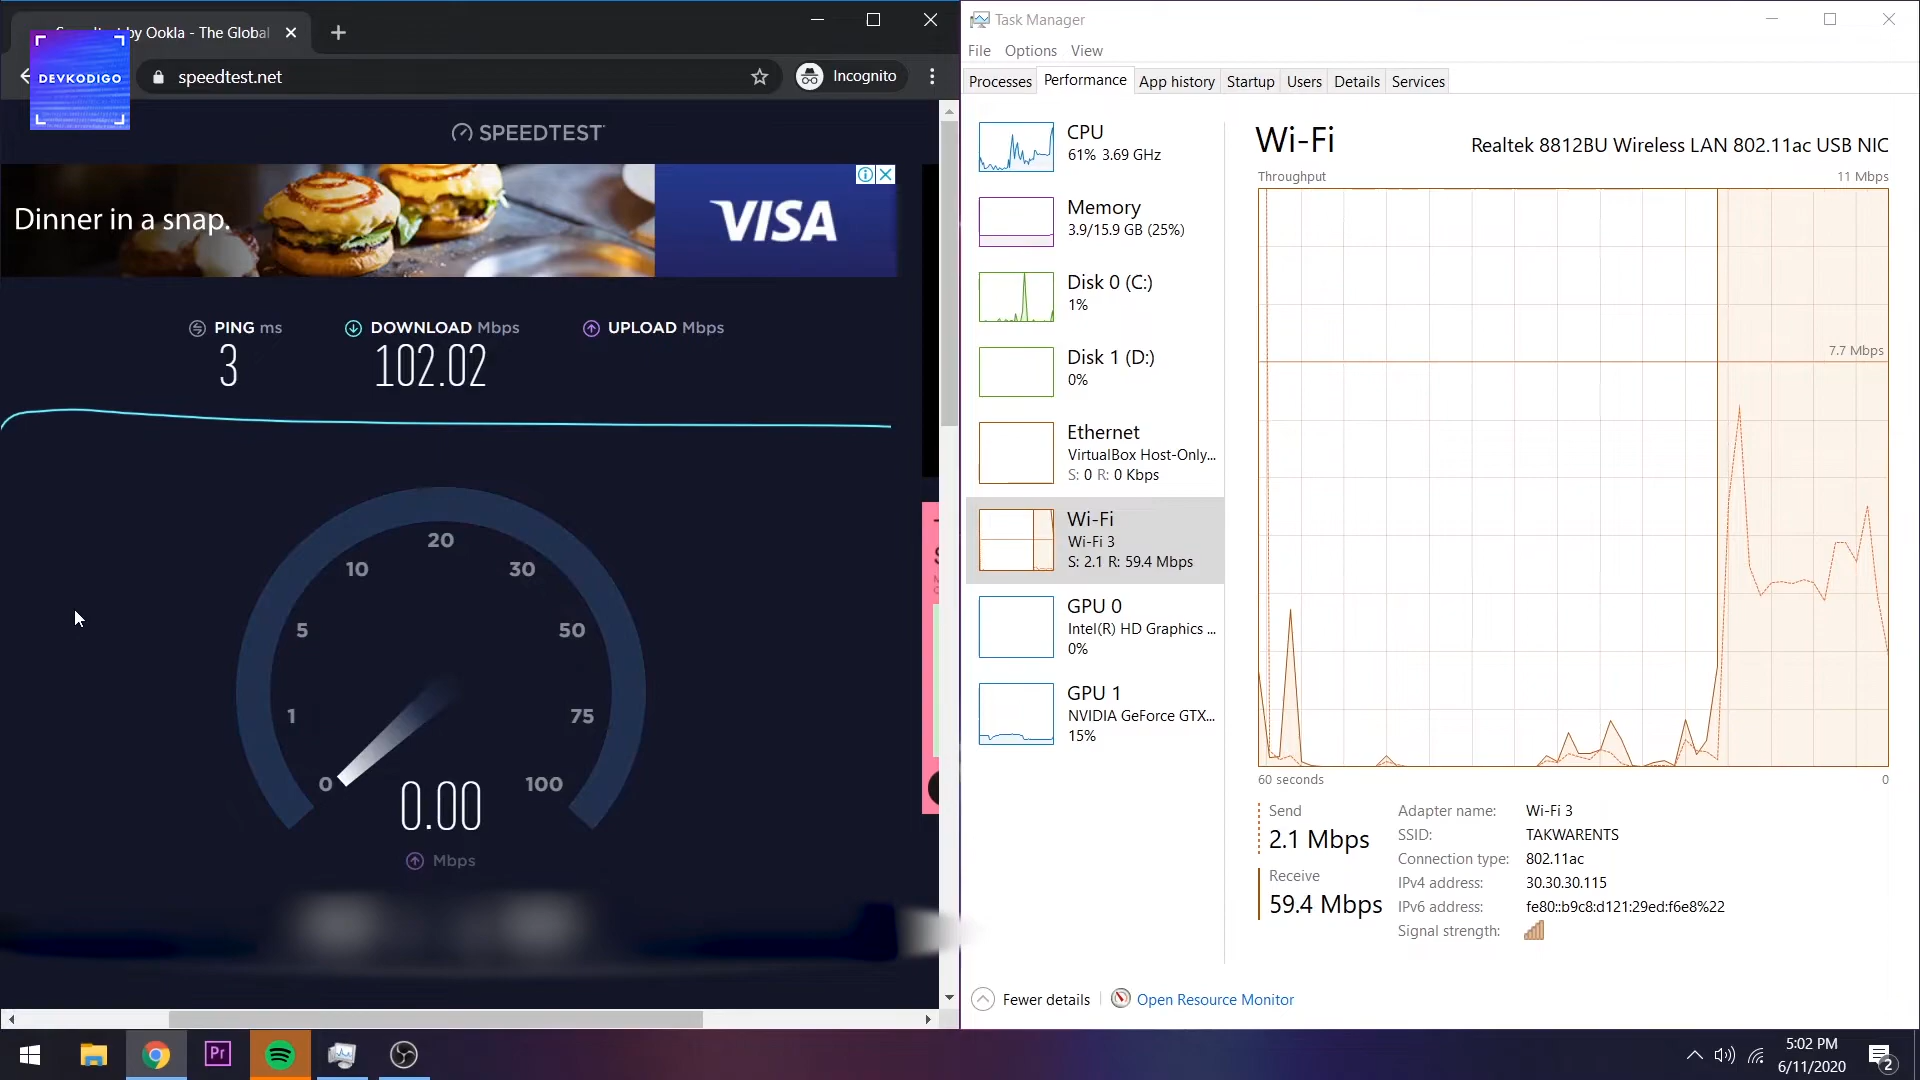 by Ookla - The Global
DEVKODIGO
speedtest.net
Incognito
SPEEDTEST
Dinner in a snap.
VISA
PING ms
3
DOWNLOAD Mbps
102.02
UPLOAD Mbps
20
10
30
5
50
1
75
0
100
0.00
Mbps
Task Manager
File Options View
Processes Performance App history Startup Users Details Services
CPU
61% 3.69 GHz
Memory
3.9/15.9 GB (25%)
Disk 0 (C:)
1%
Disk 1 (D:)
0%
Ethernet
VirtualBox Host-Only...
S: 0 R: 0 Kbps
Wi-Fi
Wi-Fi 3
S: 2.1 R: 59.4 Mbps
GPU 0
Intel(R) HD Graphics ...
0%
GPU 1
NVIDIA GeForce GTX...
15%
Wi-Fi
Realtek 8812BU Wireless LAN 802.11ac USB NIC
Throughput
11 Mbps
7.7 Mbps
60 seconds
0
Send
2.1 Mbps
Receive
59.4 Mbps
Adapter name: Wi-Fi 3
SSID: TAKWARENTS
Connection type: 802.11ac
IPv4 address: 30.30.30.115
IPv6 address: fe80::b9c8:d121:29ed:f6e8%22
Signal strength:
Fewer details
Open Resource Monitor
Pr
5:02 PM
6/11/2020
2